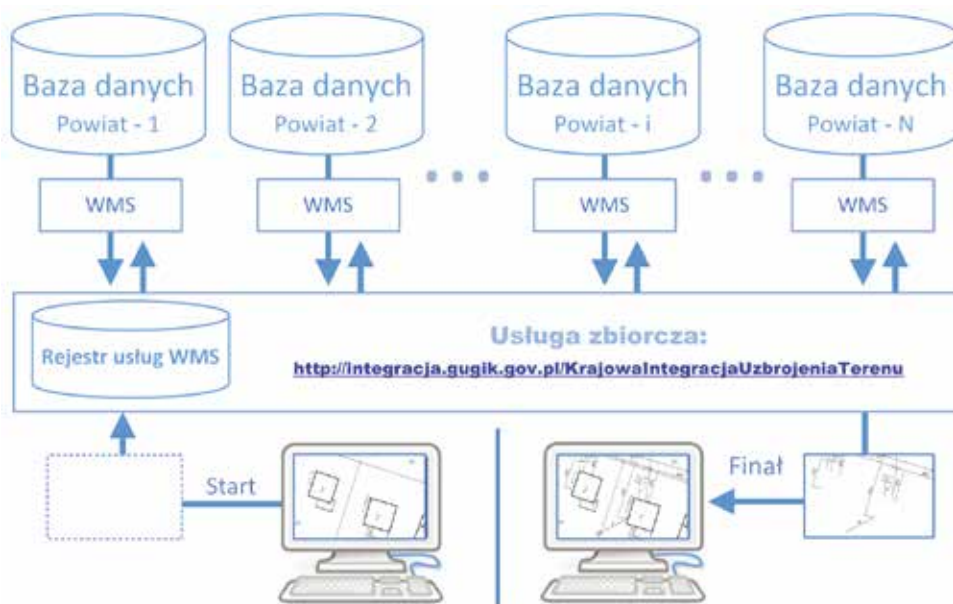 Baza danych
Powiat - 1
Baza danych
Powiat - 2
Baza danych
Powiat - i
Baza danych
Powiat - N
WMS
WMS
WMS
WMS
Rejestr usług WMS
Usługa zbiorcza:
http://integracja.gugik.gov.pl/KrajowaIntegracjaUzbrojeniaTerenu
Start
Finał